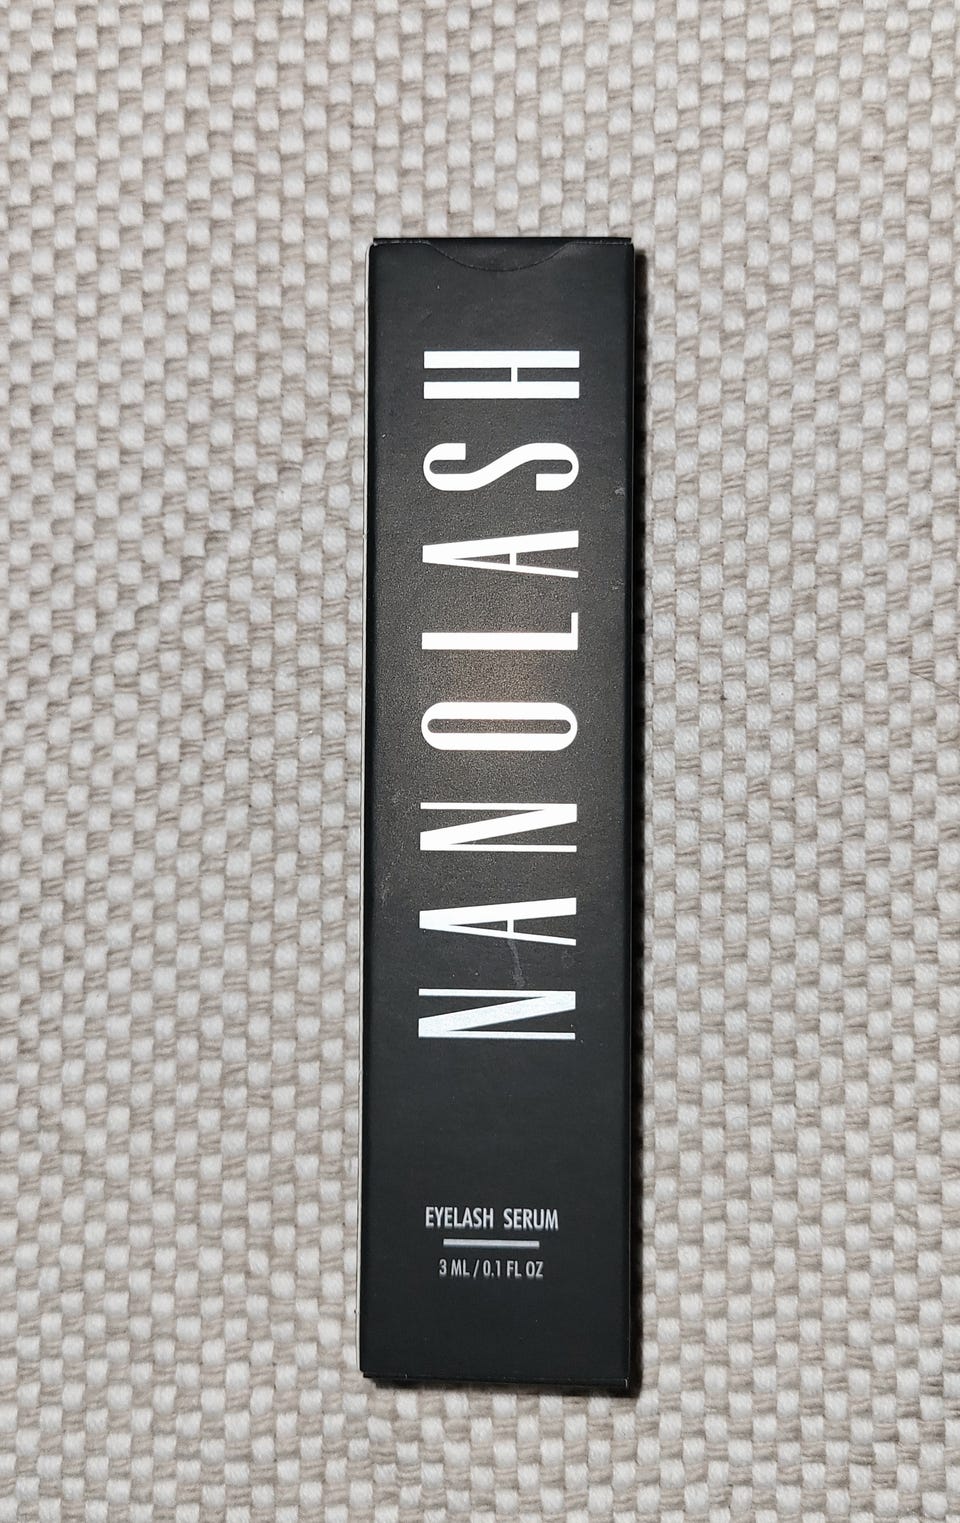 NANOLASH
EYELASH SERUM
3 ML / 0.1 FL OZ